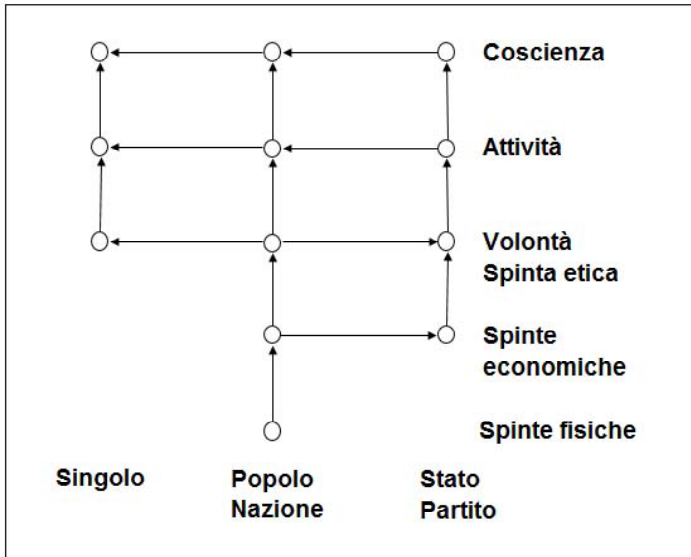 Coscienza
Attività
Volontà
Spinta etica
Spinte
economiche
Spinte fisiche
Singolo
Popolo
Nazione
Stato
Partito